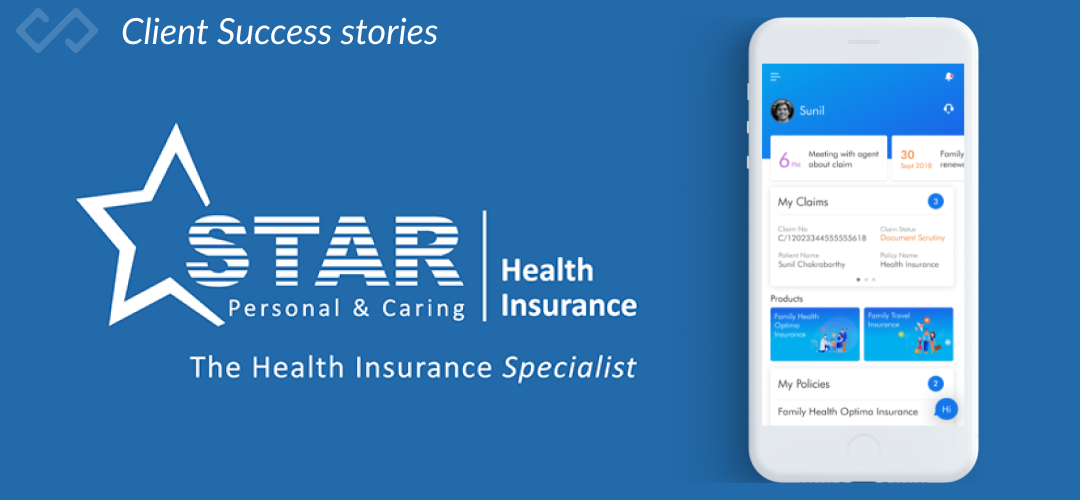 Client Success stories
STAR
Personal & Caring
Health
Insurance
The Health Insurance Specialist
Sunil
6 PM
Meeting with agent
about claim
30
Sept 2018
Family
renew
My Claims
3
Claim No
C/12023344555555618
Claim Status
Document Scrutiny
Patient Name
Sunil Chakraborthy
Policy Name
Health Insurance
Products
Family Health
Optima
Insurance
Family Travel
Insurance
My Policies
2
Family Health Optima Insurance
Hi